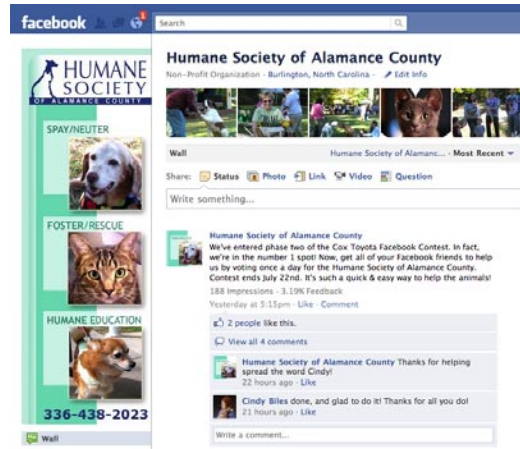 facebook
1
Search
HUMANE
SOCIETY
OF ALAMANCE COUNTY
SPAY/NEUTER
FOSTER/RESCUE
HUMANE EDUCATION
336-438-2023
Wall
Humane Society of Alamance County
Non-Profit Organization · Burlington, North Carolina · Edit Info
Wall Humane Society of Alamanc... · Most Recent
Share: Status Photo Link Video Question
Write something...
Humane Society of Alamance County
We've entered phase two of the Cox Toyota Facebook Contest. In fact,
we're in the number 1 spot! Now, get all of your Facebook friends to help
us by voting once a day for the Humane Society of Alamance County.
Contest ends July 22nd. It's such a quick & easy way to help the animals!
188 Impressions · 3.19% Feedback
Yesterday at 5:15pm · Like · Comment
2 people like this.
View all 4 comments
Humane Society of Alamance County Thanks for helping
spread the word Cindy!
22 hours ago · Like
Cindy Biles done, and glad to do it! Thanks for all you do!
21 hours ago · Like
Write a comment...